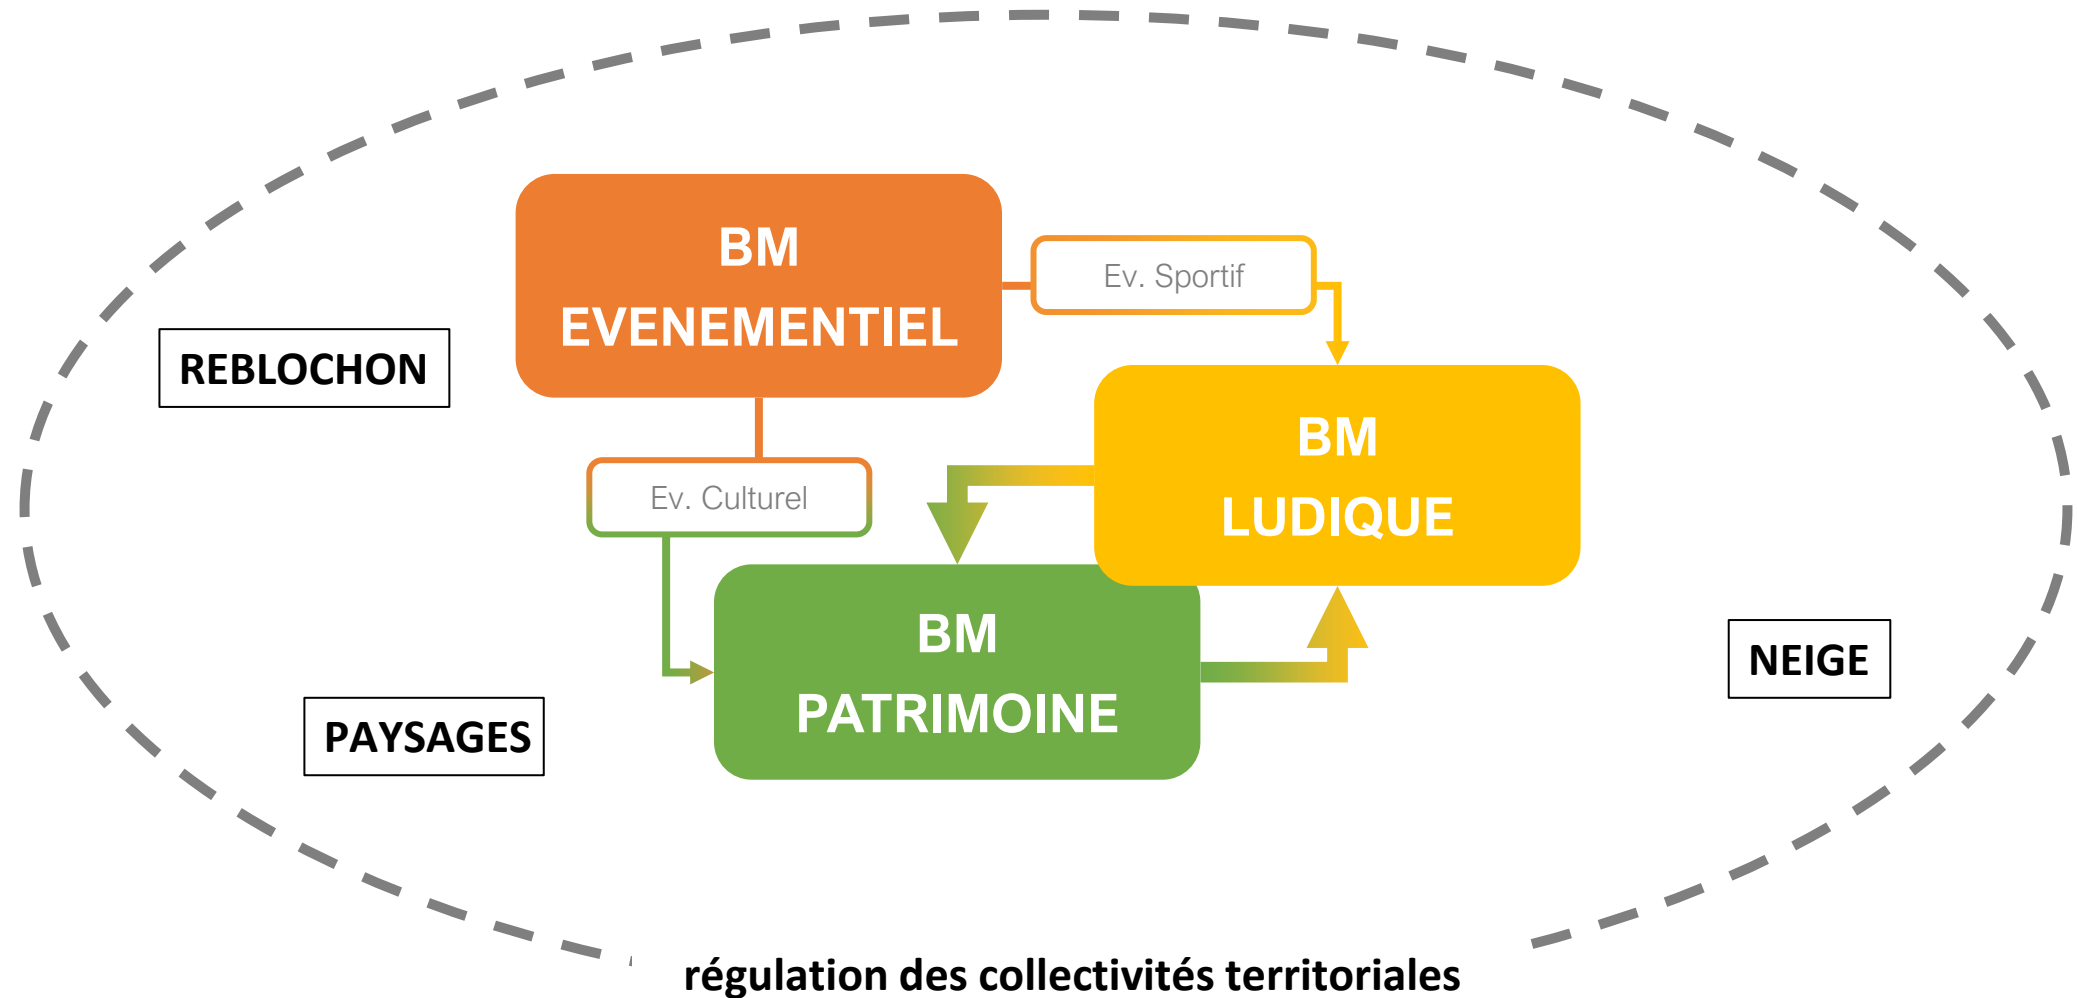 BM
EVENEMENTIEL
Ev. Sportif
REBLOCHON
BM
LUDIQUE
Ev. Culturel
BM
PATRIMOINE
NEIGE
PAYSAGES
régulation des collectivités territoriales